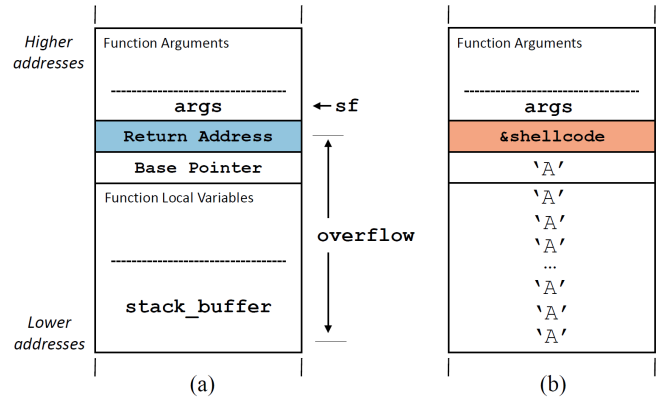 Higher
addresses
Function Arguments
args
sf
Return Address
Base Pointer
Function Local Variables
overflow
stack_buffer
Lower
addresses
(a)
Function Arguments
args
&shellcode
‘A’
‘A’
‘A’
‘A’
...
‘A’
‘A’
‘A’
(b)